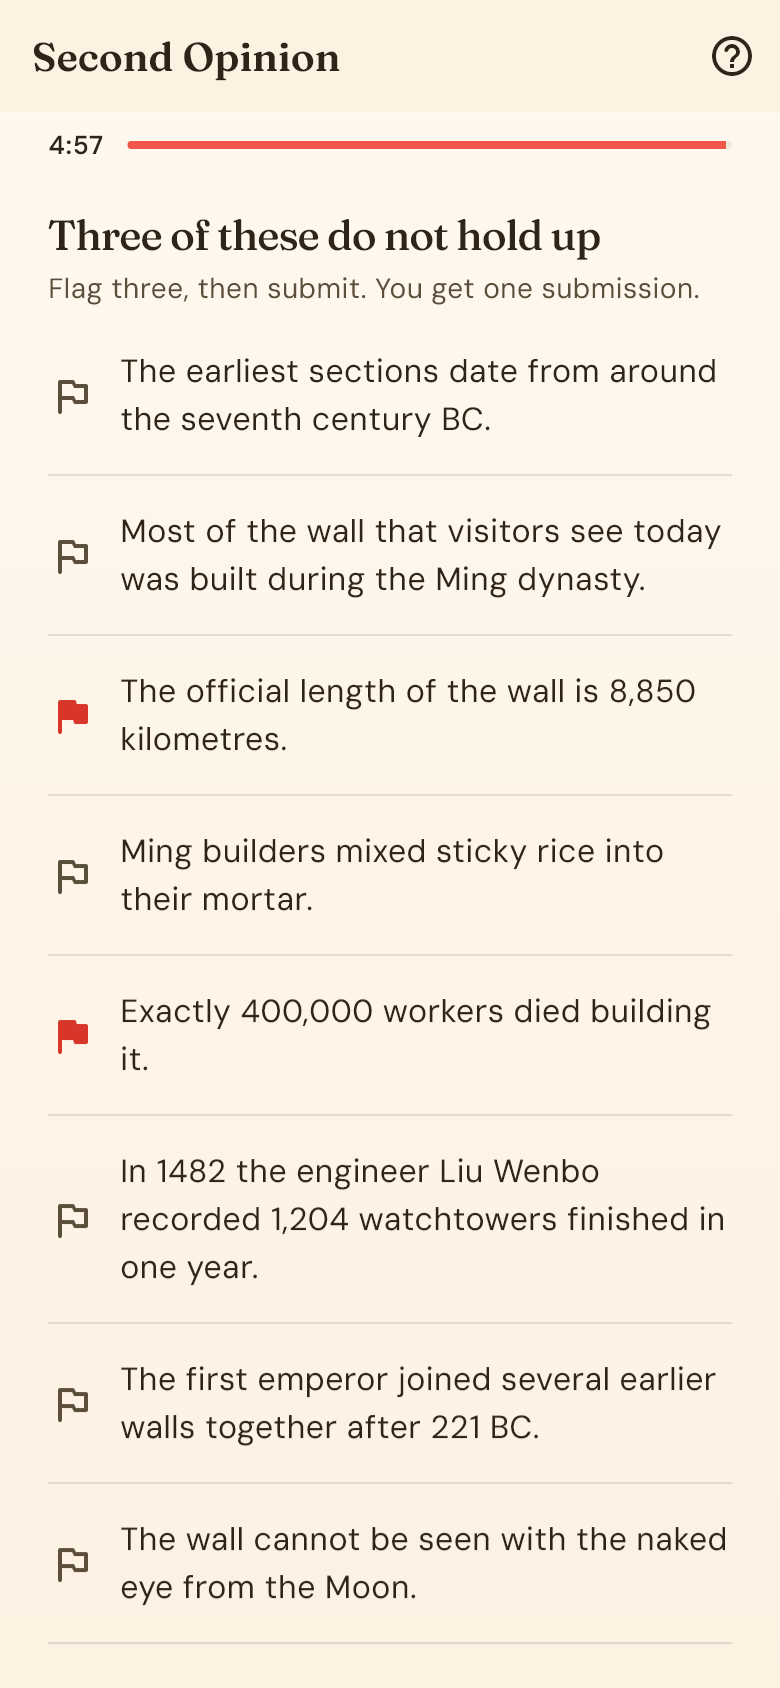 Second Opinion
4:57
Three of these do not hold up
Flag three, then submit. You get one submission.
The earliest sections date from around
the seventh century BC.
Most of the wall that visitors see today
was built during the Ming dynasty.
The official length of the wall is 8,850
kilometres.
Ming builders mixed sticky rice into
their mortar.
Exactly 400,000 workers died building
it.
In 1482 the engineer Liu Wenbo
recorded 1,204 watchtowers finished in
one year.
The first emperor joined several earlier
walls together after 221 BC.
The wall cannot be seen with the naked
eye from the Moon.